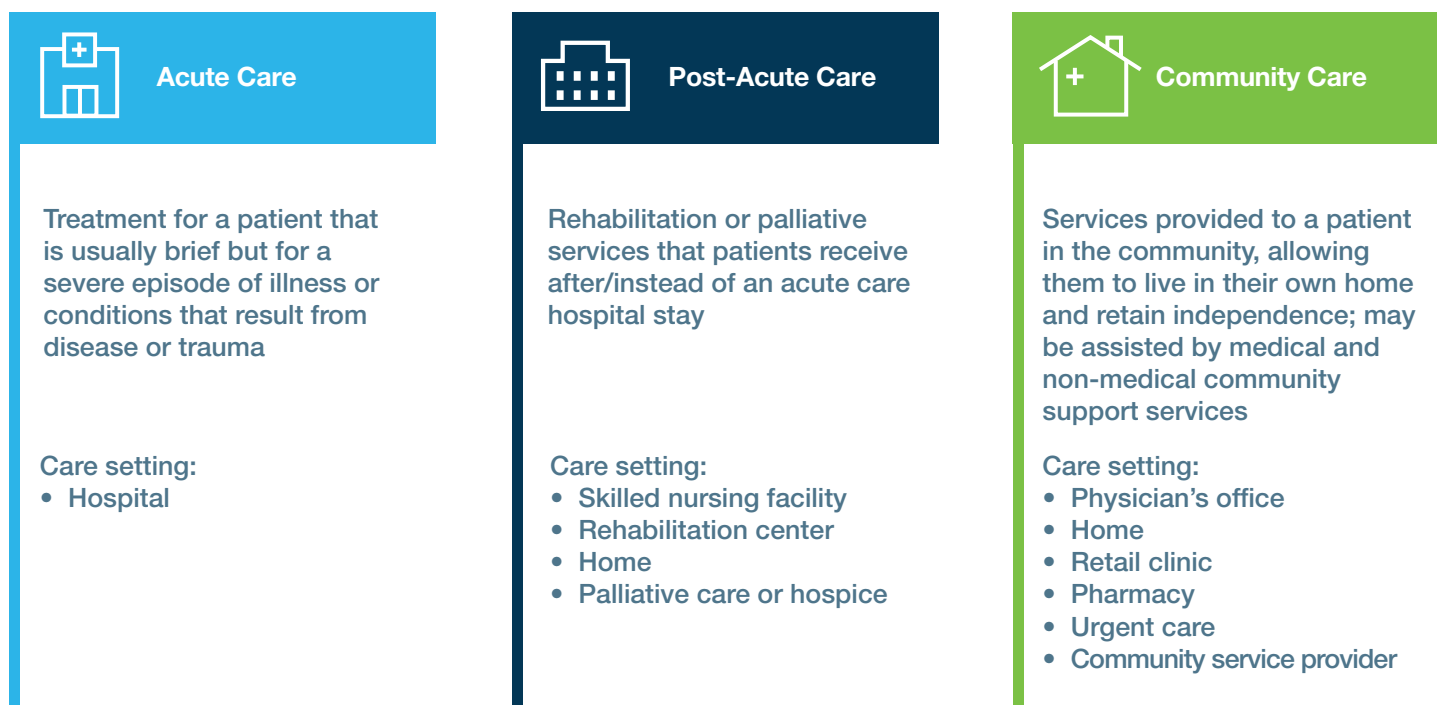 Acute Care
Treatment for a patient that
is usually brief but for a
severe episode of illness or
conditions that result from
disease or trauma
Care setting:
• Hospital
Post-Acute Care
Rehabilitation or palliative
services that patients receive
after/instead of an acute care
hospital stay
Care setting:
• Skilled nursing facility
• Rehabilitation center
• Home
• Palliative care or hospice
Community Care
Services provided to a patient
in the community, allowing
them to live in their own home
and retain independence; may
be assisted by medical and
non-medical community
support services
Care setting:
• Physician’s office
• Home
• Retail clinic
• Pharmacy
• Urgent care
• Community service provider